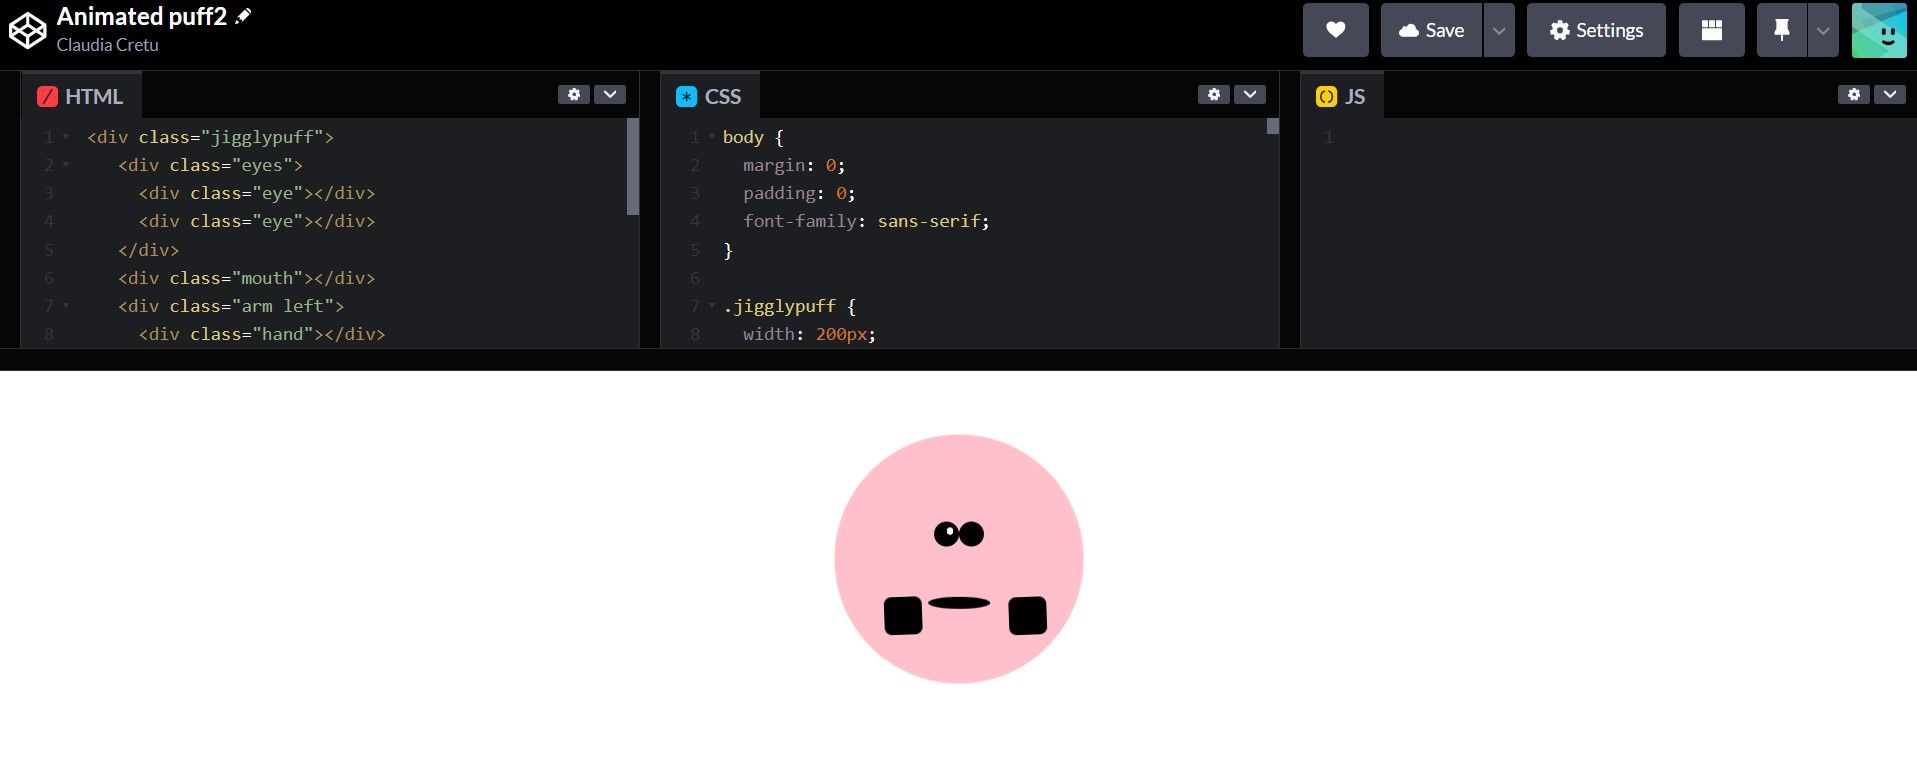 Animated puff2
Claudia Cretu
Save
Settings
HTML
1 <div class="jigglypuff">
2 <div class="eyes">
3 <div class="eye"></div>
4 <div class="eye"></div>
5 </div>
6 <div class="mouth"></div>
7 <div class="arm left">
8 <div class="hand"></div>
CSS
1 body {
2 margin: 0;
3 padding: 0;
4 font-family: sans-serif;
5 }
6
7 .jigglypuff {
8 width: 200px;
JS
1